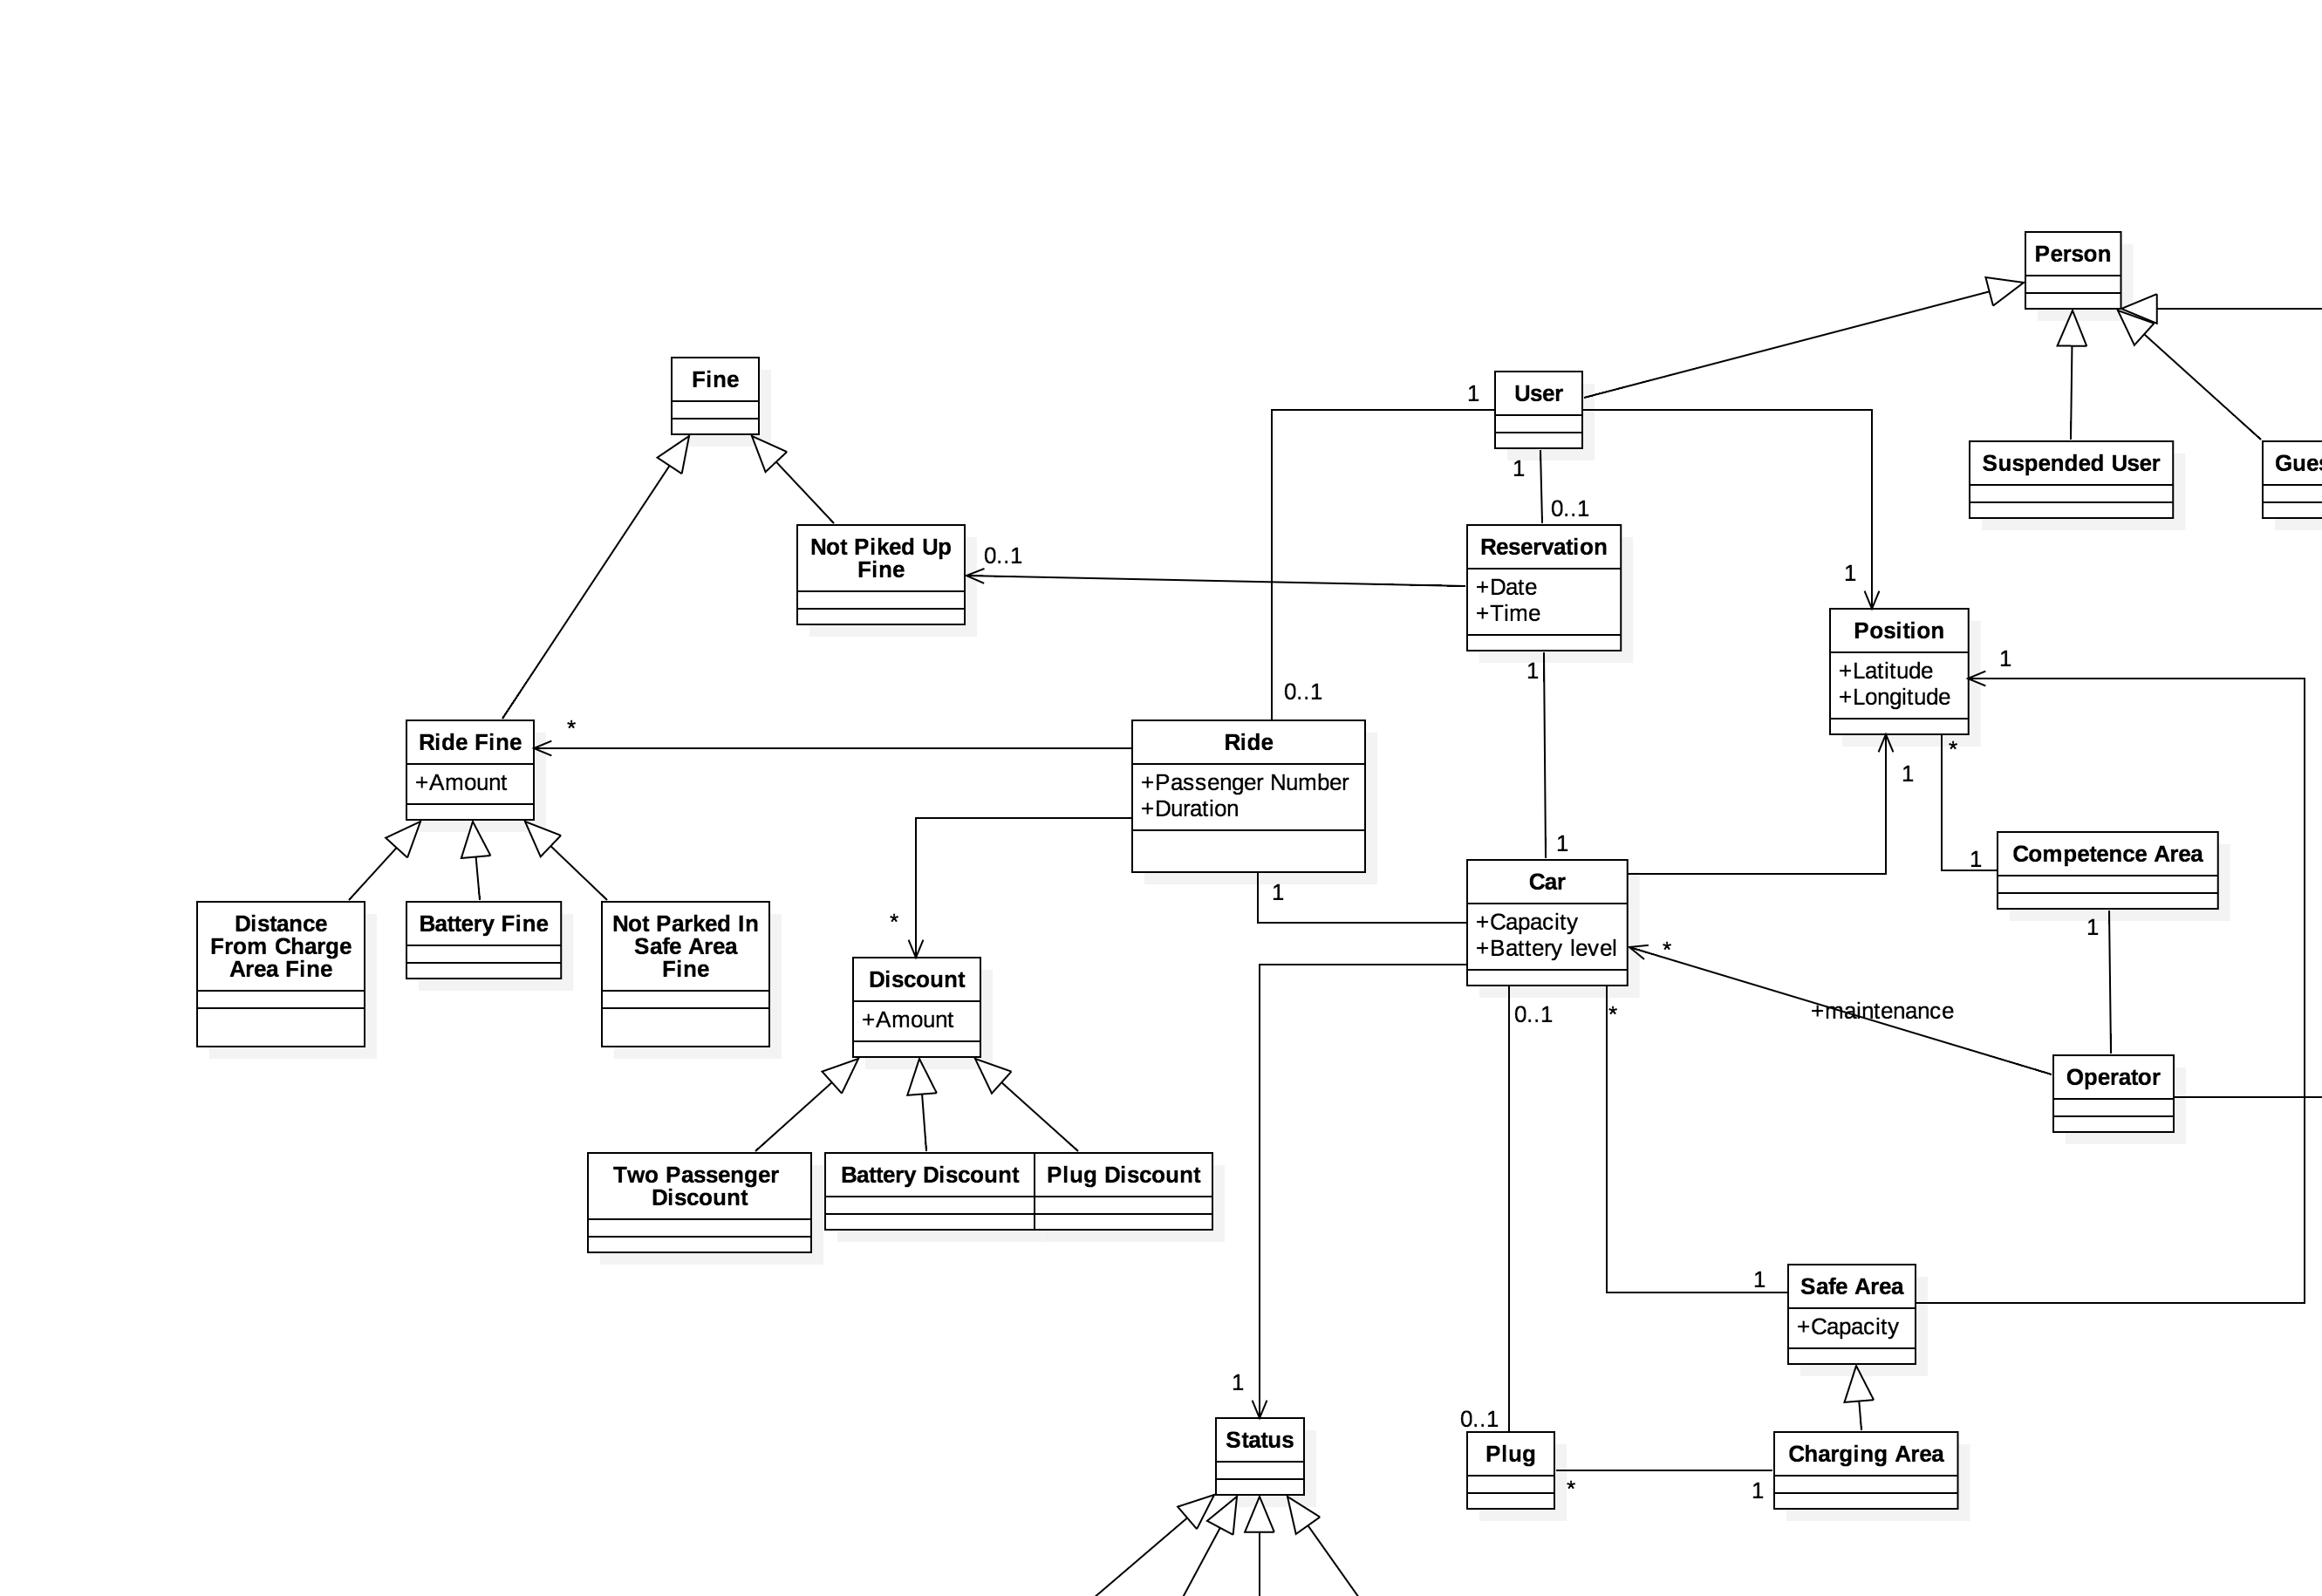 Person
Fine
User
1
Suspended User
Gues
1
0..1
Not Piked Up
Fine
0..1
Reservation
+Date
+Time
1
1
Position
+Latitude
+Longitude
1
*
0..1
Ride Fine
+Amount
*
Ride
+Passenger Number
+Duration
1
1
1
Competence Area
1
1
Car
+Capacity
+Battery level
*
Distance
From Charge
Area Fine
Battery Fine
Not Parked In
Safe Area
Fine
*
Discount
+Amount
0..1
*
+maintenance
Operator
Two Passenger
Discount
Battery Discount
Plug Discount
1
Safe Area
+Capacity
1
Status
0..1
Plug
*
1
Charging Area